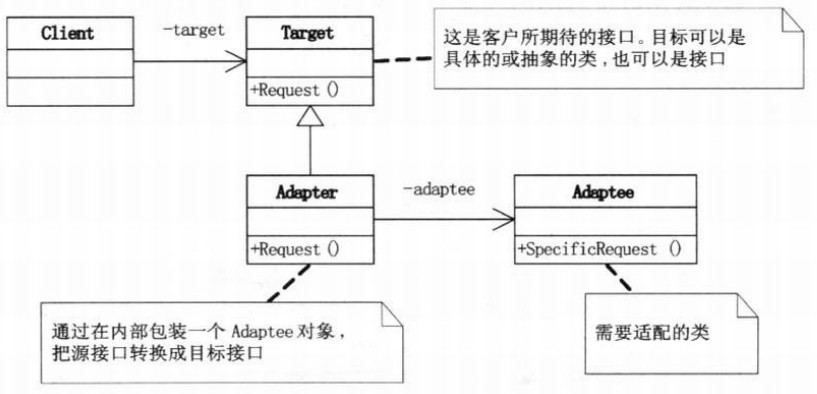 Client
-target
Target
+Request()
这是客户所期待的接口。目标可以是
具体的或抽象的类,也可以是接口
Adapter
+Request()
-adaptee
Adaptee
+SpecificRequest ()
通过在内部包装一个 Adaptee 对象,
把源接口转换成目标接口
需要适配的类